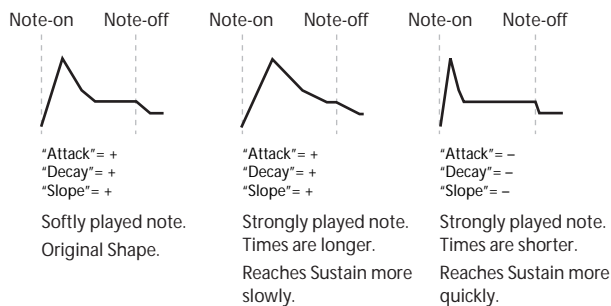 Note-on Note-off
"Attack"= +
"Decay"= +
"Slope"= +
Softly played note.
Original Shape.
Note-on Note-off
"Attack"= +
"Decay"= +
"Slope"= +
Strongly played note.
Times are longer.
Reaches Sustain more
slowly.
Note-on Note-off
"Attack"= –
"Decay"= –
"Slope"= –
Strongly played note.
Times are shorter.
Reaches Sustain more
quickly.